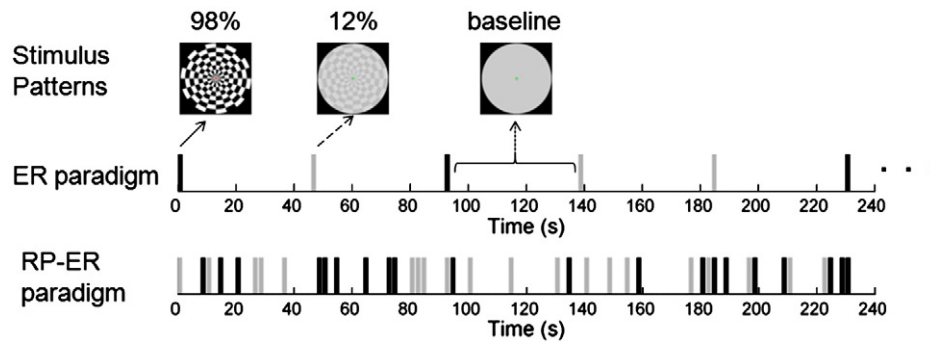 98% 12% baseline
Stimulus
Patterns
ER paradigm
0 20 40 60 80 100 120 140 160 180 200 220 240
Time (s)
RP-ER
paradigm
0 20 40 60 80 100 120 140 160 180 200 220 240
Time (s)